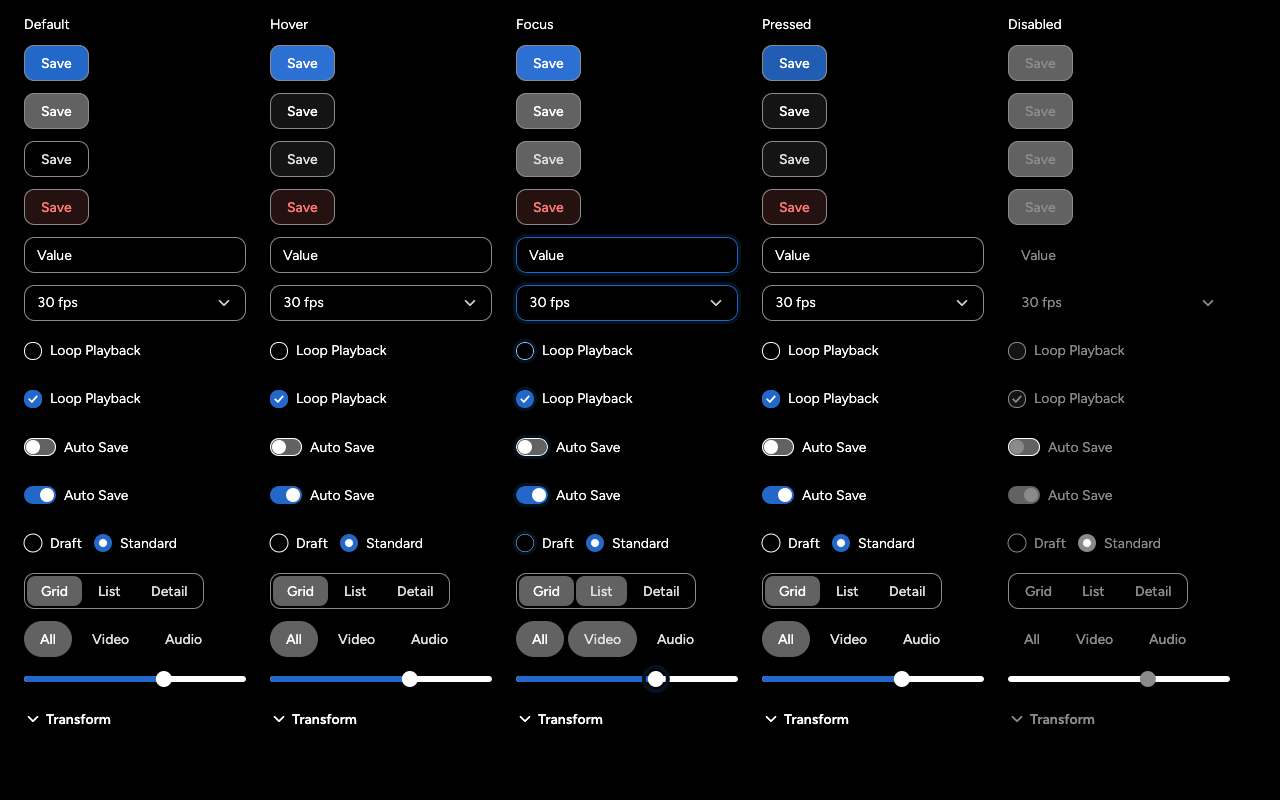 Default Hover Focus Pressed Disabled
Save Save Save Save Save
Save Save Save Save Save
Save Save Save Save Save
Save Save Save Save Save
Value Value Value Value Value
30 fps 30 fps 30 fps 30 fps 30 fps
Loop Playback Loop Playback Loop Playback Loop Playback Loop Playback
Loop Playback Loop Playback Loop Playback Loop Playback Loop Playback
Auto Save Auto Save Auto Save Auto Save Auto Save
Auto Save Auto Save Auto Save Auto Save Auto Save
Draft Standard Draft Standard Draft Standard Draft Standard Draft Standard
Grid List Detail Grid List Detail Grid List Detail Grid List Detail Grid List Detail
All Video Audio All Video Audio All Video Audio All Video Audio All Video Audio
Transform Transform Transform Transform Transform